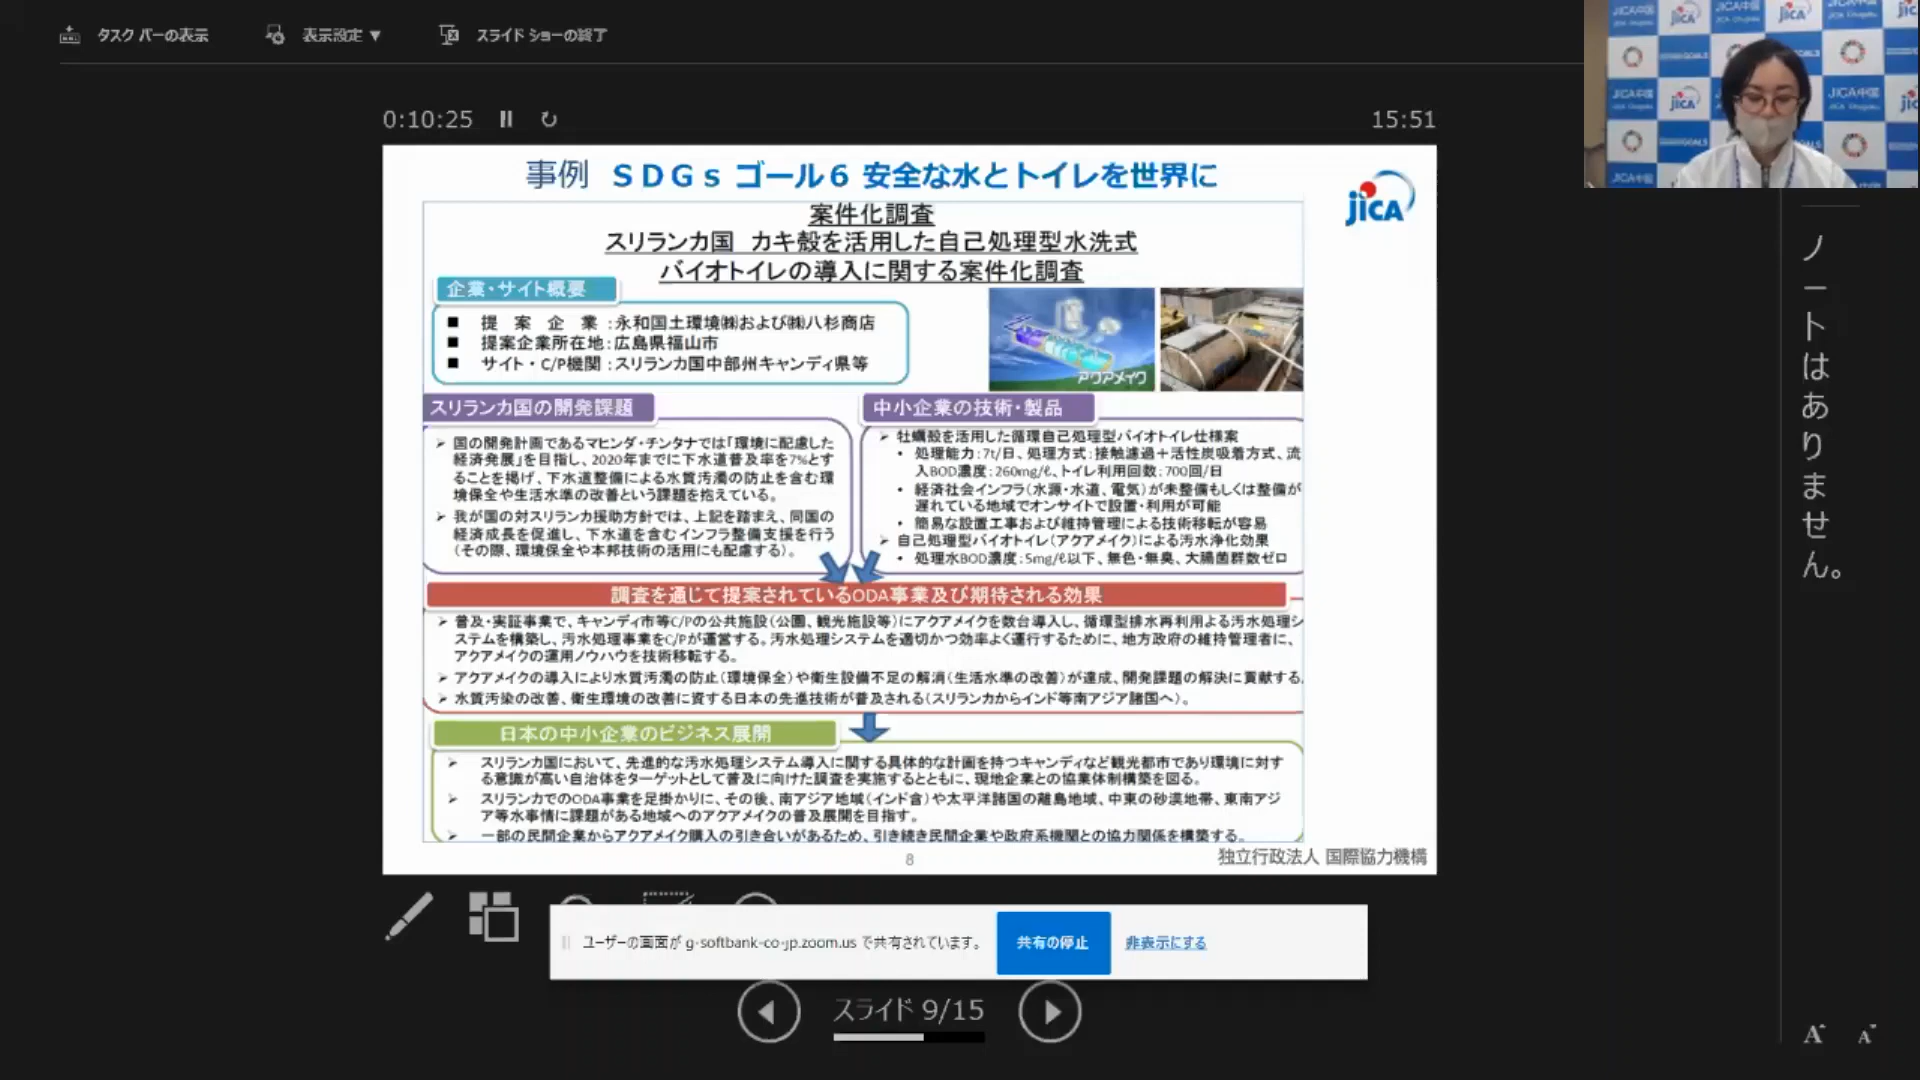 タスク バーの表示
表示設定 ▼
スライド ショーの終了
0:10:25
15:51
事例 ＳＤＧｓ ゴール６ 安全な水とトイレを世界に
JICA
案件化調査
スリランカ国 カキ殻を活用した自己処理型水洗式
バイオトイレの導入に関する案件化調査
企業・サイト概要
■ 提 案 企 業 ：永和国土環境㈱および㈱八杉商店
■ 提案企業所在地：広島県福山市
■ サイト・C/P機関：スリランカ国中部州キャンディ県等
アクアメイク
スリランカ国の開発課題
➢ 国の開発計画であるマヒンダ・チンタナでは「環境に配慮した
経済発展」を目指し、2020年までに下水道普及率を7%とす
ることを掲げ、下水道整備による水質汚濁の防止を含む環
境保全や生活水準の改善という課題を抱えている。
➢ 我が国の対スリランカ援助方針では、上記を踏まえ、同国の
経済成長を促進し、下水道を含むインフラ整備支援を行う
（その際、環境保全や本邦技術の活用にも配慮する）。
中小企業の技術・製品
➢ 牡蠣殻を活用した循環自己処理型バイオトイレ仕様案
• 処理能力：7t/日、処理方式：接触濾過＋活性炭吸着方式、流
入BOD濃度：260mg/ℓ、トイレ利用回数：700回/日
• 経済社会インフラ（水源・水道、電気）が未整備もしくは整備が
遅れている地域でオンサイトで設置・利用が可能
• 簡易な設置工事および維持管理による技術移転が容易
➢ 自己処理型バイオトイレ（アクアメイク）による汚水浄化効果
• 処理水BOD濃度：5mg/ℓ以下、無色・無臭、大腸菌群数ゼロ
調査を通じて提案されているODA事業及び期待される効果
➢ 普及・実証事業で、キャンディ市等C/Pの公共施設（公園、観光施設等）にアクアメイクを数台導入し、循環型排水再利用よる汚水処理シ
ステムを構築し、汚水処理事業をC/Pが運営する。汚水処理システムを適切かつ効率よく運行するために、地方政府の維持管理者に、
アクアメイクの運用ノウハウを技術移転する。
➢ アクアメイクの導入により水質汚濁の防止（環境保全）や衛生設備不足の解消（生活水準の改善）が達成、開発課題の解決に貢献する。
➢ 水質汚染の改善、衛生環境の改善に資する日本の先進技術が普及される（スリランカからインド等南アジア諸国へ）。
日本の中小企業のビジネス展開
➢ スリランカ国において、先進的な汚水処理システム導入に関する具体的な計画を持つキャンディなど観光都市であり環境に対す
る意識が高い自治体をターゲットとして普及に向けた調査を実施するとともに、現地企業との協業体制構築を図る。
➢ スリランカでのODA事業を足掛かりに、その後、南アジア地域（インド含）や太平洋諸国の離島地域、中東の砂漠地帯、東南アジ
ア等水事情に課題がある地域へのアクアメイクの普及展開を目指す。
➢ 一部の民間企業からアクアメイク購入の引き合いがあるため、引き続き民間企業や政府系機関との協力関係を構築する。
8
独立行政法人 国際協力機構
ユーザーの画面が g-softbank-co-jp.zoom.us で共有されています。
共有の停止
非表示にする
スライド 9/15
ノートはありません。
JICA中国
JICA